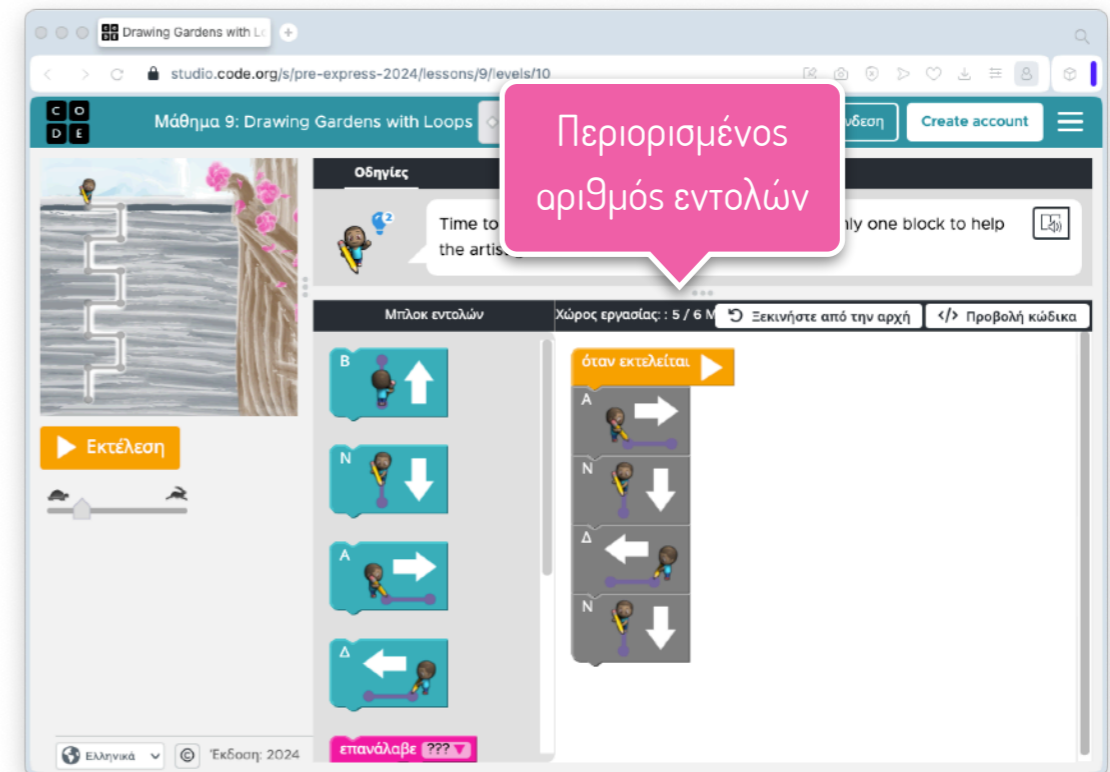 Drawing Gardens with Lo
studio.code.org/s/pre-express-2024/lessons/9/levels/10
C O
D E
Μάθημα 9: Drawing Gardens with Loops
νδεση
Create account
Περιορισμένος
αριθμός εντολών
Οδηγίες
2
Time to
nly one block to help
the artis
Μπλοκ εντολών
Χώρος εργασίας: : 5 / 6 Μ
Ξεκινήστε από την αρχή
</> Προβολή κώδικα
Β
Ν
Α
Δ
επανάλαβε ???
όταν εκτελείται
Α
Ν
Δ
Ν
Εκτέλεση
Ελληνικά
©
Έκδοση: 2024